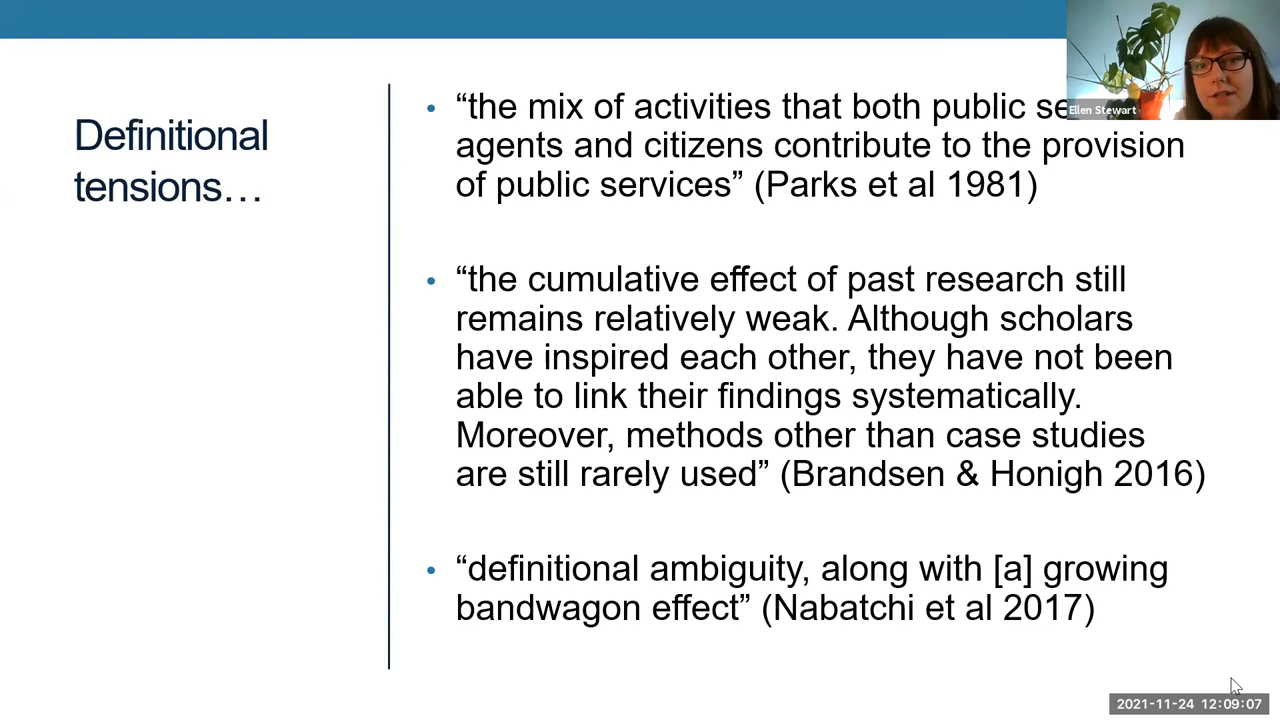 Definitional
tensions…
• “the mix of activities that both public se
agents and citizens contribute to the provision
of public services” (Parks et al 1981)
• “the cumulative effect of past research still
remains relatively weak. Although scholars
have inspired each other, they have not been
able to link their findings systematically.
Moreover, methods other than case studies
are still rarely used” (Brandsen & Honigh 2016)
• “definitional ambiguity, along with [a] growing
bandwagon effect” (Nabatchi et al 2017)
Ellen Stewart
2021-11-24 12:09:07